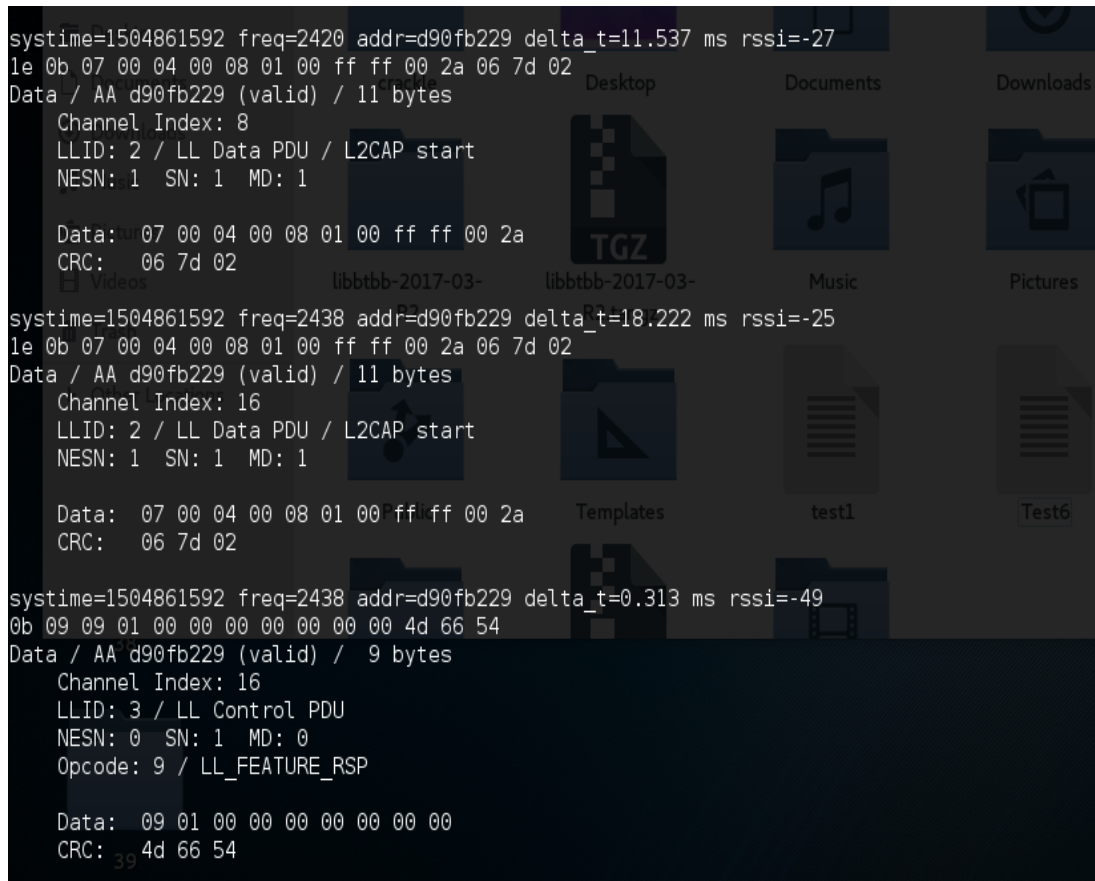 systime=1504861592 freq=2420 addr=d90fb229 delta_t=11.537 ms rssi=-27
1e 0b 07 00 04 00 08 01 00 ff ff 00 2a 06 7d 02
Data / AA d90fb229 (valid) / 11 bytes
Channel Index: 8
LLID: 2 / LL Data PDU / L2CAP start
NESN: 1 SN: 1 MD: 1
Data: 07 00 04 00 08 01 00 ff ff 00 2a
CRC: 06 7d 02
systime=1504861592 freq=2438 addr=d90fb229 delta_t=18.222 ms rssi=-25
1e 0b 07 00 04 00 08 01 00 ff ff 00 2a 06 7d 02
Data / AA d90fb229 (valid) / 11 bytes
Channel Index: 16
LLID: 2 / LL Data PDU / L2CAP start
NESN: 1 SN: 1 MD: 1
Data: 07 00 04 00 08 01 00 ff ff 00 2a
CRC: 06 7d 02
systime=1504861592 freq=2438 addr=d90fb229 delta_t=0.313 ms rssi=-49
0b 09 09 01 00 00 00 00 00 00 00 4d 66 54
Data / AA d90fb229 (valid) / 9 bytes
Channel Index: 16
LLID: 3 / LL Control PDU
NESN: 0 SN: 1 MD: 0
Opcode: 9 / LL_FEATURE_RSP
Data: 09 01 00 00 00 00 00 00 00
CRC: 4d 66 54
crackle
Desktop
Documents
Downloads
TGZ
libbtbb-2017-03-
libbtbb-2017-03-
Music
Pictures
Videos
Trash
Templates
test1
Test6
38
39